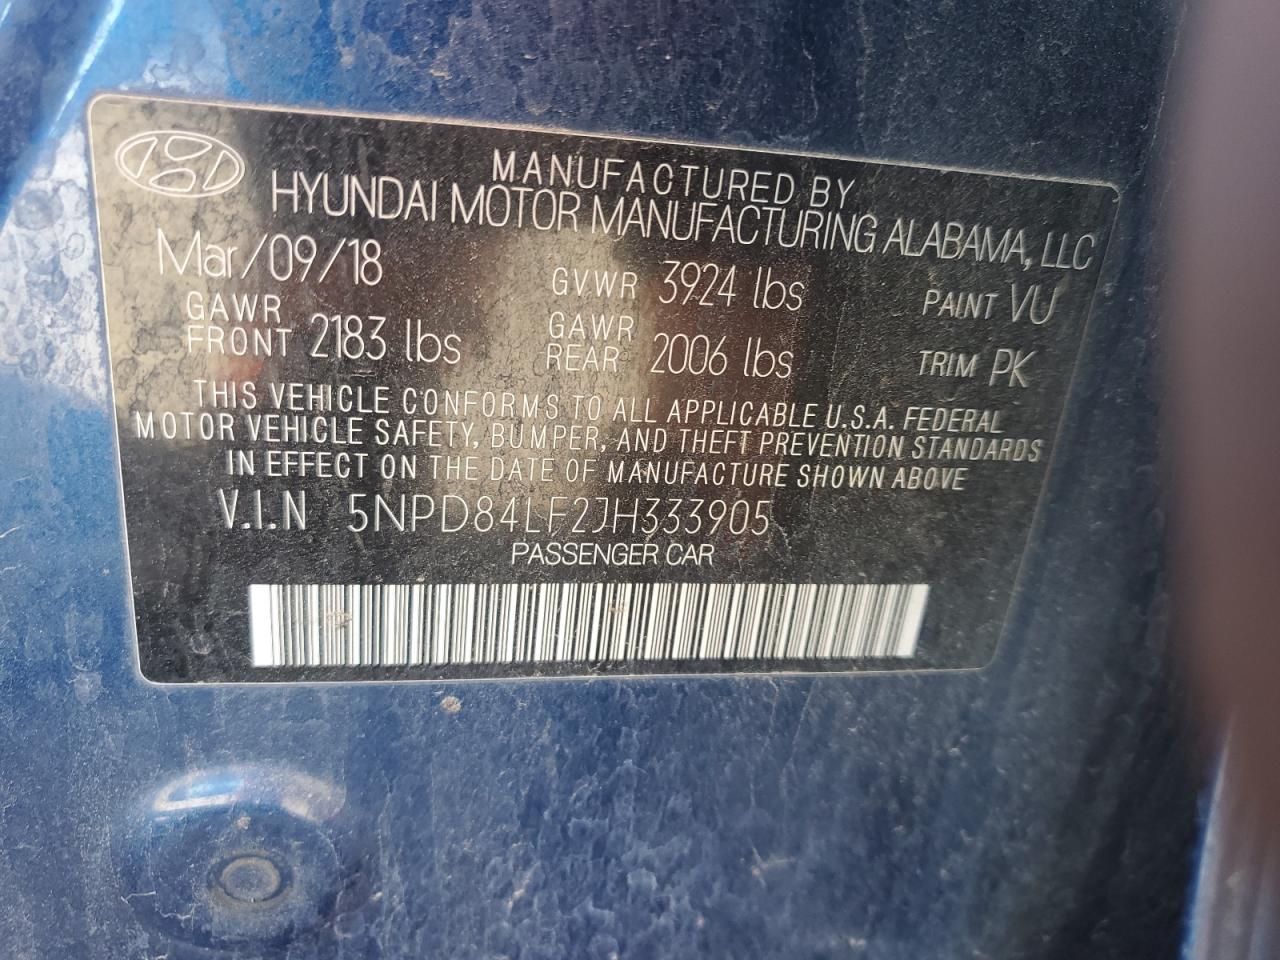 MANUFACTURED BY
HYUNDAI MOTOR MANUFACTURING ALABAMA, LLC
Mar/09/18 GVWR 3924 lbs PAINT VU
GAWR FRONT 2183 lbs GAWR REAR 2006 lbs TRIM PK
THIS VEHICLE CONFORMS TO ALL APPLICABLE U.S.A. FEDERAL
MOTOR VEHICLE SAFETY, BUMPER, AND THEFT PREVENTION STANDARDS
IN EFFECT ON THE DATE OF MANUFACTURE SHOWN ABOVE
V.I.N 5NPD84LF2JH333905
PASSENGER CAR